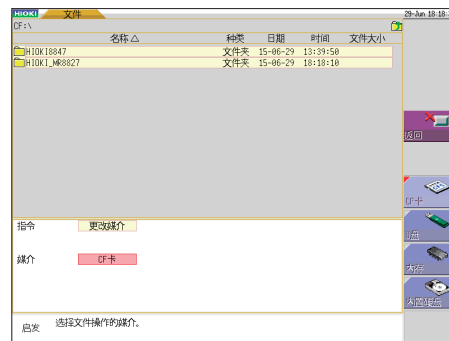 HIOKI 文件 29-Jun 18:18:
CF:\
名称 △ 种类 日期 时间 文件大小
HIOKI8847 文件夹 15-06-29 13:39:50
HIOKI_MR8827 文件夹 15-06-29 18:18:10
返回
CF卡
U盘
内存
内置硬盘
指令 更改媒介
媒介 CF卡
启发 选择文件操作的媒介。